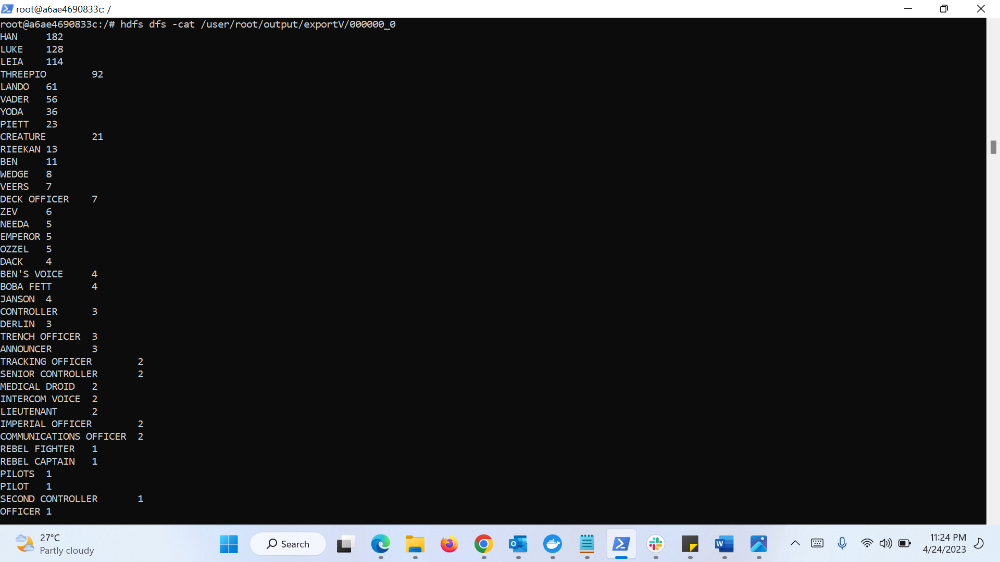 root@a6ae4690833c: /
root@a6ae4690833c:/# hdfs dfs -cat /user/root/output/exportV/000000_0
HAN     182
LUKE    128
LEIA    114
THREEPIO        92
LANDO   61
VADER   56
YODA    36
PIETT   23
CREATURE        21
RIEEKAN 13
BEN     11
WEDGE   8
VEERS   7
DECK OFFICER    7
ZEV     6
NEEDA   5
EMPEROR 5
OZZEL   5
DACK    4
BEN'S VOICE     4
BOBA FETT       4
JANSON  4
CONTROLLER      3
DERLIN  3
TRENCH OFFICER  3
ANNOUNCER       3
TRACKING OFFICER        2
SENIOR CONTROLLER       2
MEDICAL DROID   2
INTERCOM VOICE  2
LIEUTENANT      2
IMPERIAL OFFICER        2
COMMUNICATIONS OFFICER  2
REBEL FIGHTER   1
REBEL CAPTAIN   1
PILOTS  1
PILOT   1
SECOND CONTROLLER       1
OFFICER 1
27°C
Partly cloudy
Search
11:24 PM
4/24/2023